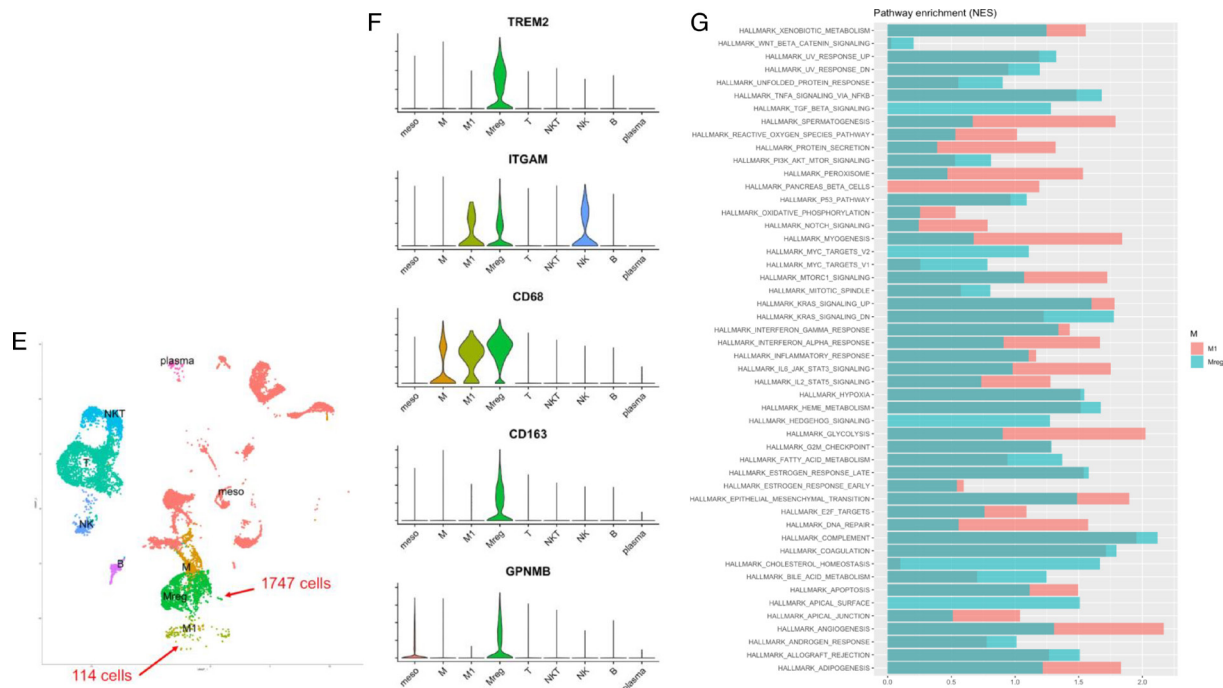 E
plasma
NKT
T
meso
NK
B
M
Mreg
1747 cells
M1
114 cells
F
TREM2
meso M M1 Mreg T NKT NK B plasma
ITGAM
meso M M1 Mreg T NKT NK B plasma
CD68
meso M M1 Mreg T NKT NK B plasma
CD163
meso M M1 Mreg T NKT NK B plasma
GPNMB
meso M M1 Mreg T NKT NK B plasma
G
Pathway enrichment (NES)
HALLMARK_XENOBIOTIC_METABOLISM
HALLMARK_WNT_BETA_CATENIN_SIGNALING
HALLMARK_UV_RESPONSE_UP
HALLMARK_UV_RESPONSE_DN
HALLMARK_UNFOLDED_PROTEIN_RESPONSE
HALLMARK_TNFA_SIGNALING_VIA_NFKB
HALLMARK_TGF_BETA_SIGNALING
HALLMARK_SPERMATOGENESIS
HALLMARK_REACTIVE_OXYGEN_SPECIES_PATHWAY
HALLMARK_PROTEIN_SECRETION
HALLMARK_PI3K_AKT_MTOR_SIGNALING
HALLMARK_PEROXISOME
HALLMARK_PANCREAS_BETA_CELLS
HALLMARK_P53_PATHWAY
HALLMARK_OXIDATIVE_PHOSPHORYLATION
HALLMARK_NOTCH_SIGNALING
HALLMARK_MYOGENESIS
HALLMARK_MYC_TARGETS_V2
HALLMARK_MYC_TARGETS_V1
HALLMARK_MTORC1_SIGNALING
HALLMARK_MITOTIC_SPINDLE
HALLMARK_KRAS_SIGNALING_UP
HALLMARK_KRAS_SIGNALING_DN
HALLMARK_INTERFERON_GAMMA_RESPONSE
HALLMARK_INTERFERON_ALPHA_RESPONSE
HALLMARK_INFLAMMATORY_RESPONSE
HALLMARK_IL6_JAK_STAT3_SIGNALING
HALLMARK_IL2_STAT5_SIGNALING
HALLMARK_HYPOXIA
HALLMARK_HEME_METABOLISM
HALLMARK_HEDGEHOG_SIGNALING
HALLMARK_GLYCOLYSIS
HALLMARK_G2M_CHECKPOINT
HALLMARK_FATTY_ACID_METABOLISM
HALLMARK_ESTROGEN_RESPONSE_LATE
HALLMARK_ESTROGEN_RESPONSE_EARLY
HALLMARK_EPITHELIAL_MESENCHYMAL_TRANSITION
HALLMARK_E2F_TARGETS
HALLMARK_DNA_REPAIR
HALLMARK_COMPLEMENT
HALLMARK_COAGULATION
HALLMARK_CHOLESTEROL_HOMEOSTASIS
HALLMARK_BILE_ACID_METABOLISM
HALLMARK_APOPTOSIS
HALLMARK_APICAL_SURFACE
HALLMARK_APICAL_JUNCTION
HALLMARK_ANGIOGENESIS
HALLMARK_ANDROGEN_RESPONSE
HALLMARK_ALLOGRAFT_REJECTION
HALLMARK_ADIPOGENESIS
0.0 0.5 1.0 1.5 2.0
M
M1
Mreg